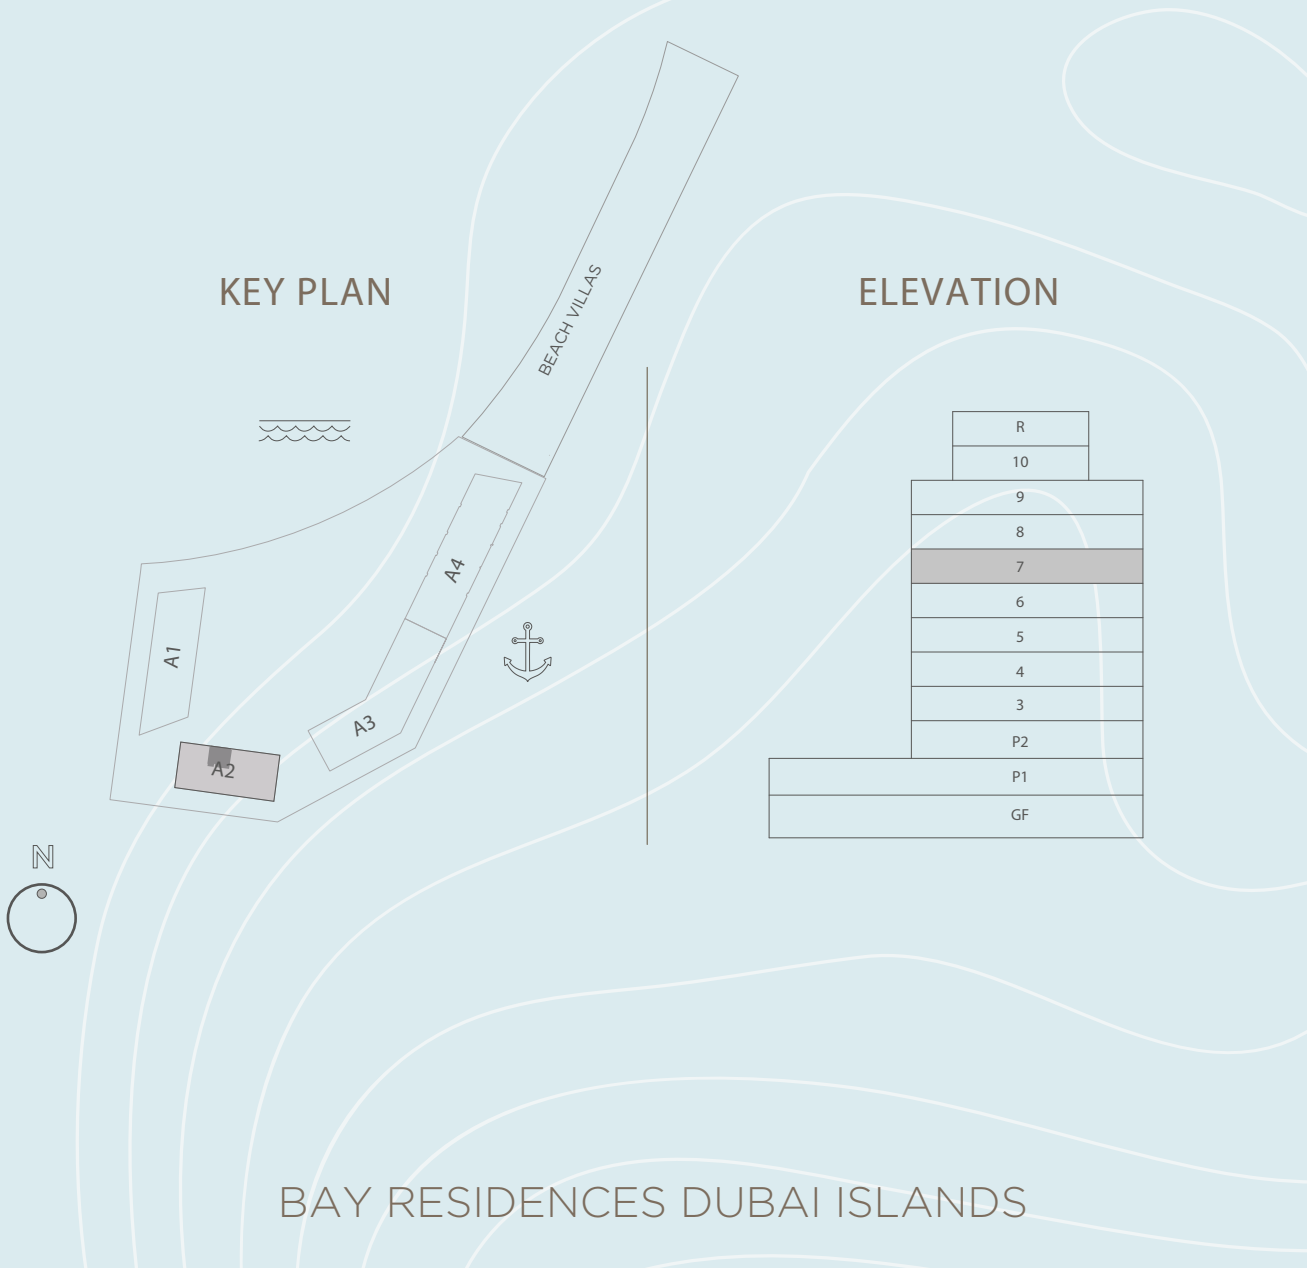 KEY PLAN
BEACH VILLAS
A4
A1
A3
A2
N
ELEVATION
R
10
9
8
7
6
5
4
3
P2
P1
GF
BAY RESIDENCES DUBAI ISLANDS